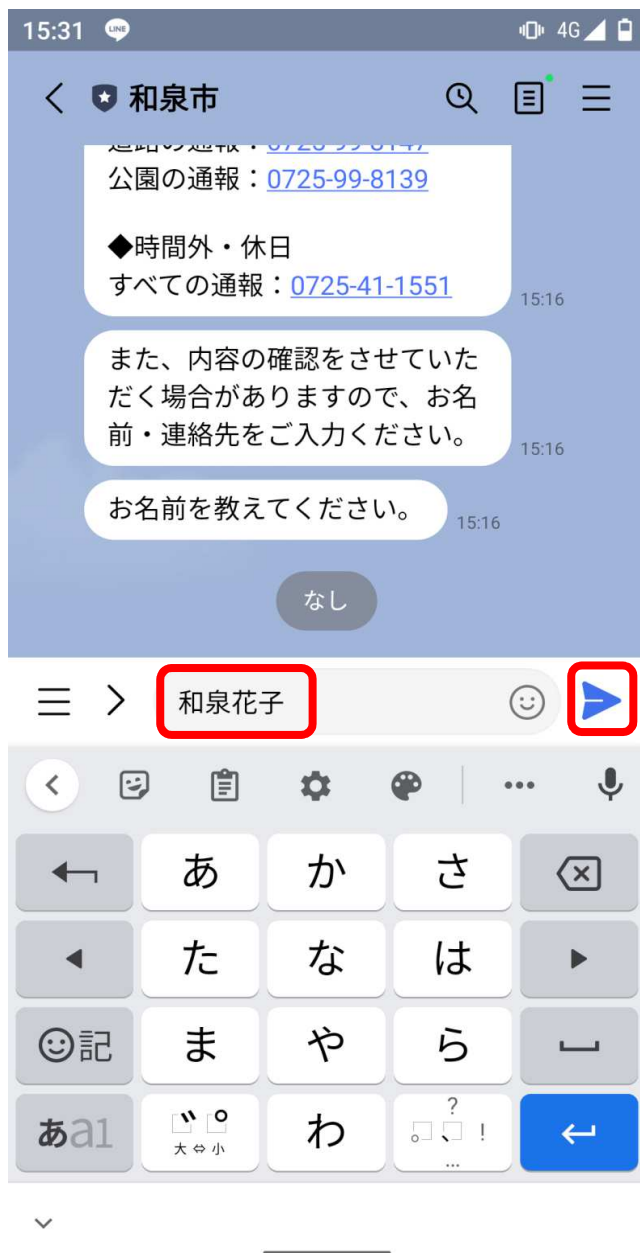 15:31 LINE 4G
和泉市
公園の通報：0725-99-8139
◆時間外・休日
すべての通報：0725-41-1551
15:16
また、内容の確認をさせていた
だく場合がありますので、お名
前・連絡先をご入力ください。
15:16
お名前を教えてください。
15:16
なし
和泉花子
あ か さ
た な は
記 ま や ら
あa1 大⇔小 わ 。、?!…